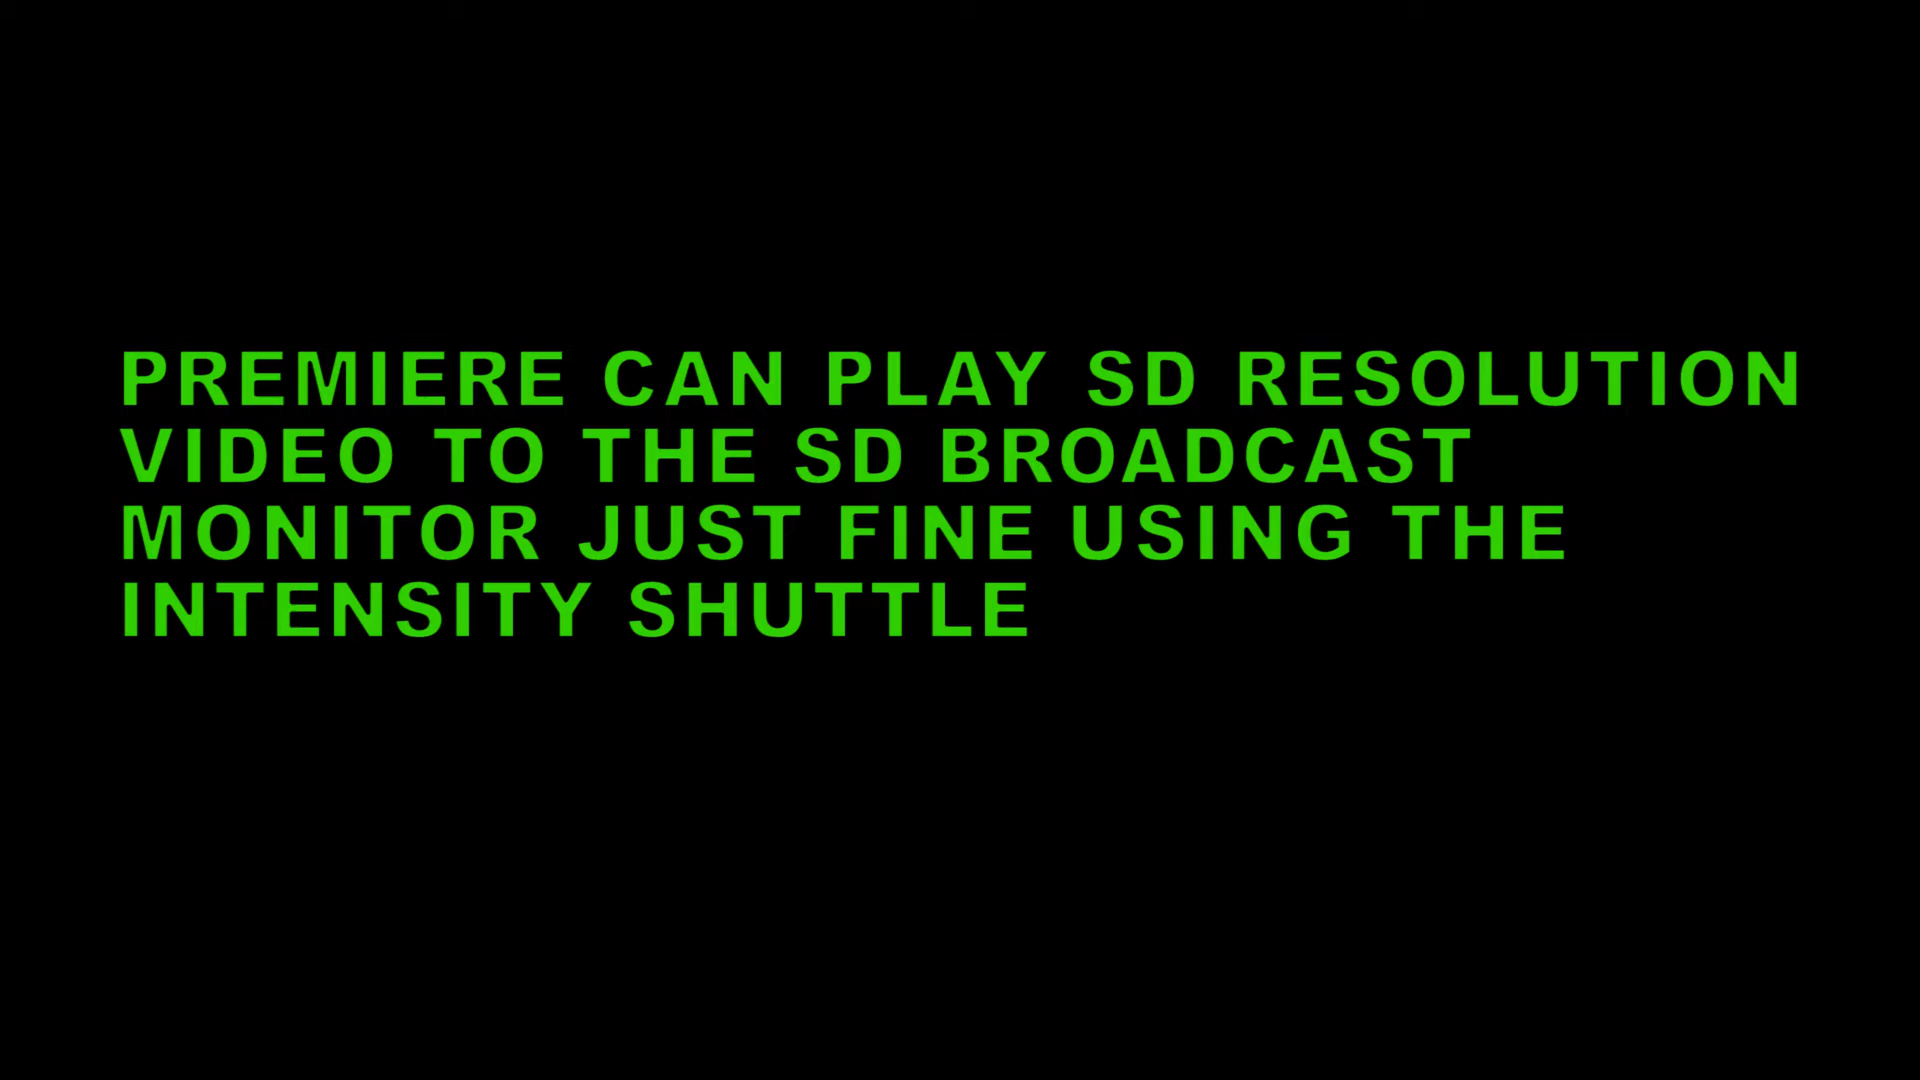 PREMIERE CAN PLAY SD RESOLUTION
VIDEO TO THE SD BROADCAST
MONITOR JUST FINE USING THE
INTENSITY SHUTTLE